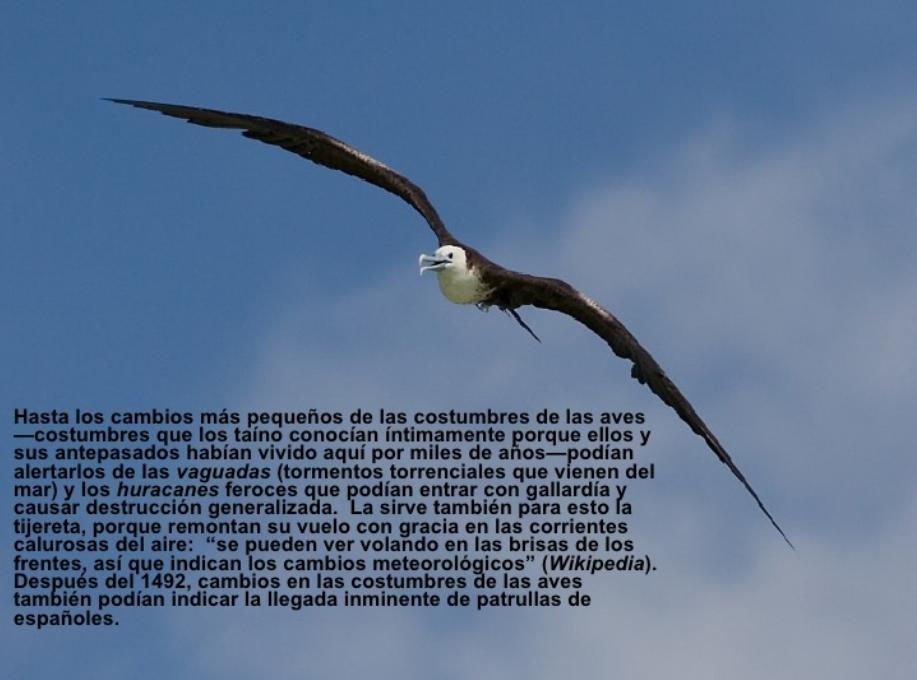 Hasta los cambios más pequeños de las costumbres de las aves
—costumbres que los taíno conocían íntimamente porque ellos y
sus antepasados habían vivido aquí por miles de años—podían
alertarlos de las vaguadas (tormentos torrenciales que vienen del
mar) y los huracanes feroces que podían entrar con gallardía y
causar destrucción generalizada.  La sirve también para esto la
tijereta, porque remontan su vuelo con gracia en las corrientes
calurosas del aire:  “se pueden ver volando en las brisas de los
frentes, así que indican los cambios meteorológicos” (Wikipedia).
Después del 1492, cambios en las costumbres de las aves
también podían indicar la llegada inminente de patrullas de
españoles.